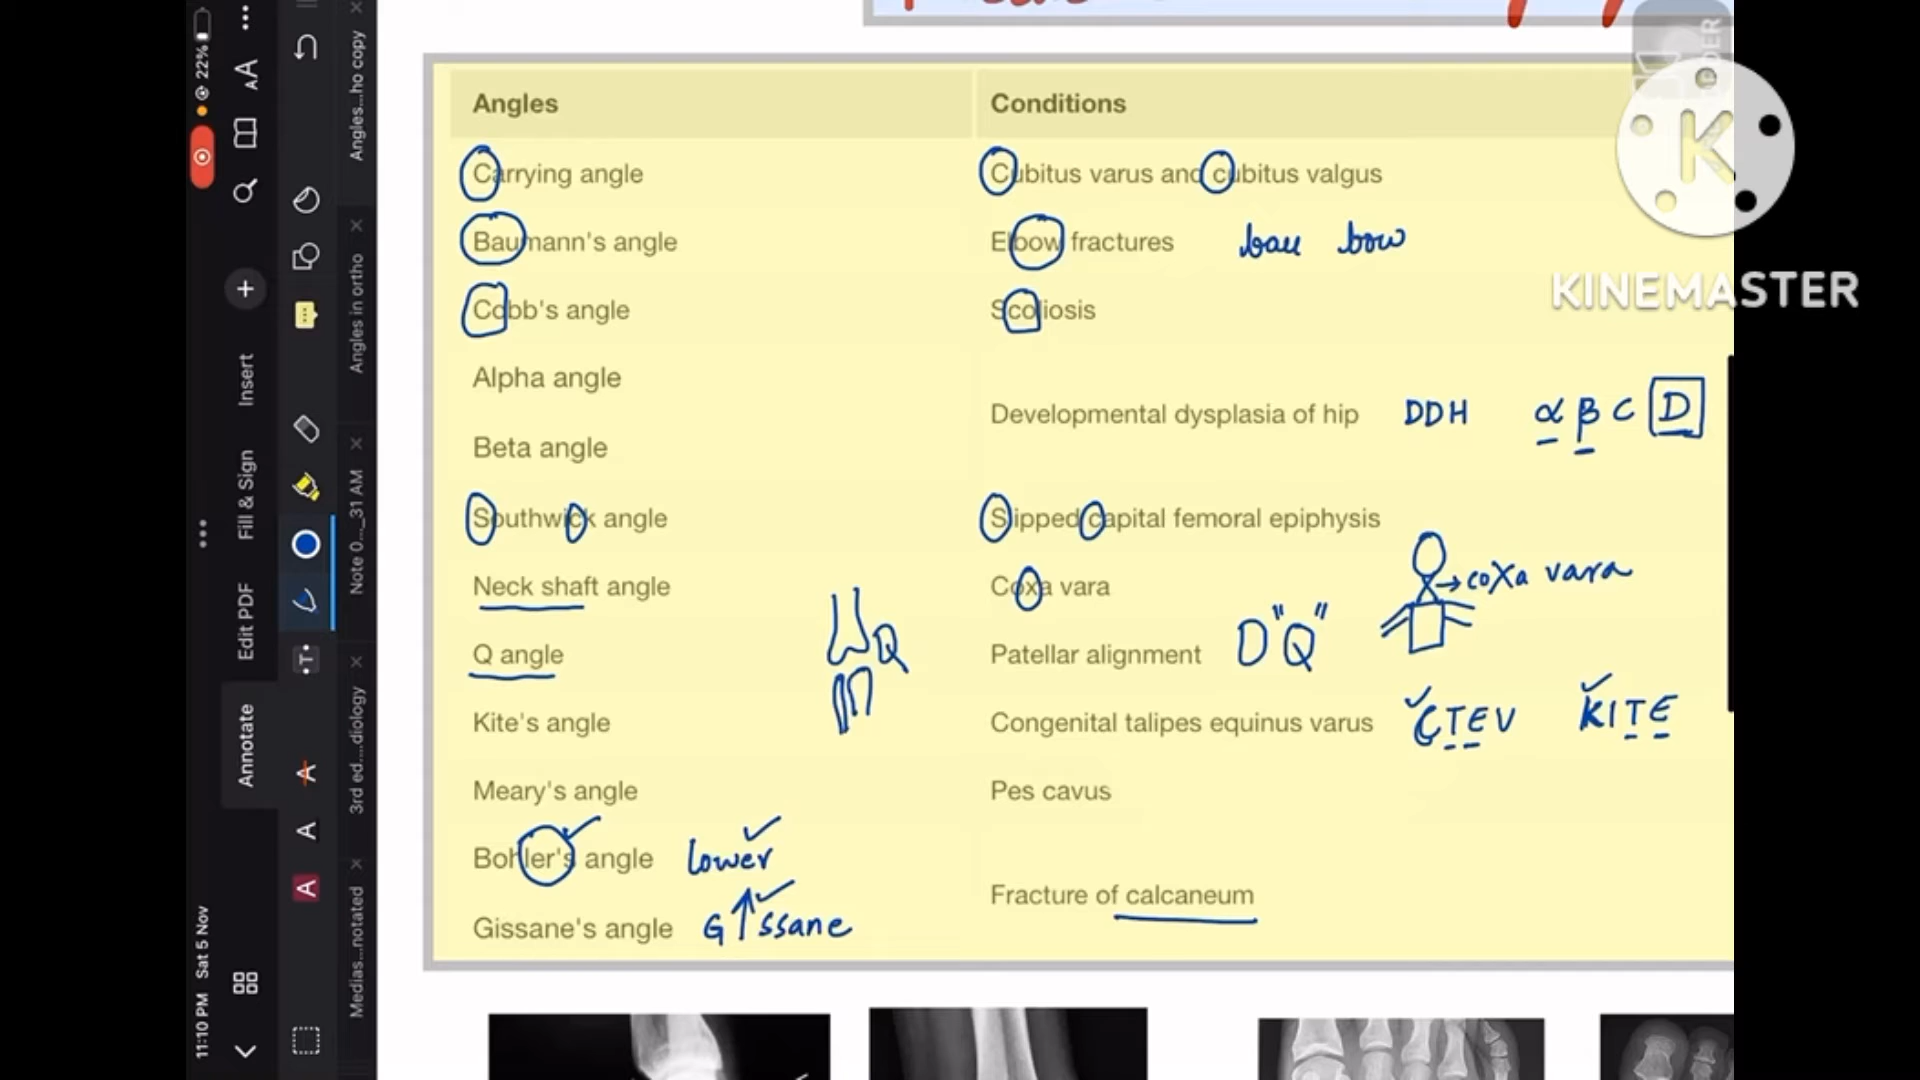 Angles Conditions
Carrying angle Cubitus varus and cubitus valgus
Baumann's angle Elbow fractures bau bow
Cobb's angle Scoliosis
Alpha angle
Developmental dysplasia of hip DDH α β C D
Beta angle
Southwick angle Slipped capital femoral epiphysis
Neck shaft angle Coxa vara →coxa vara
Q angle Q Patellar alignment D "Q"
Kite's angle Congenital talipes equinus varus CTEV KITE
Meary's angle Pes cavus
Bohler's angle lower
Fracture of calcaneum
Gissane's angle G↑ssane
K
KINEMASTER
22%
AA
Insert
Fill & Sign
Edit PDF
Annotate
T
A
A
A
Angles...ho copy
Angles in ortho
Note 0..._31 AM
3rd ed....diology
Medias...notated
11:10 PM Sat 5 Nov